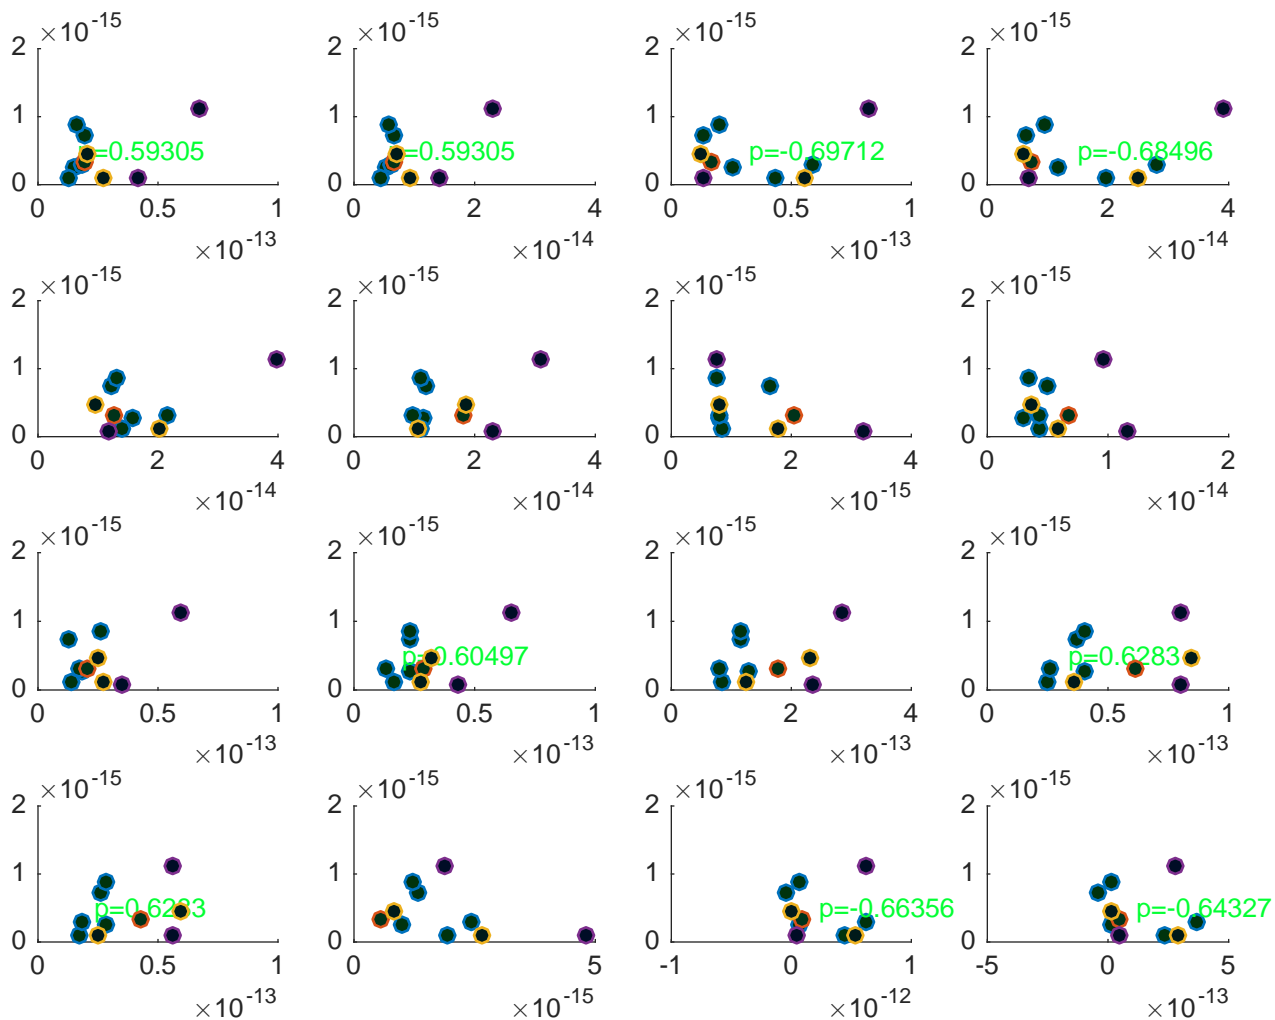 2 ×10-15 2 ×10-15 2 ×10-15 2 ×10-15
1 1 1 1
p=0.59305 p=0.59305 p=-0.69712 p=-0.68496
0 0 0 0
0 0.5 1 0 2 4 0 0.5 1 0 2 4
×10-13 ×10-14 ×10-13 ×10-14
2 ×10-15 2 ×10-15 2 ×10-15 2 ×10-15
1 1 1 1
0 0 0 0
0 2 4 0 2 4 0 2 4 0 1 2
×10-14 ×10-14 ×10-15 ×10-14
2 ×10-15 2 ×10-15 2 ×10-15 2 ×10-15
1 1 1 1
p=0.60497 p=0.6283
0 0 0 0
0 0.5 1 0 0.5 1 0 2 4 0 0.5 1
×10-13 ×10-13 ×10-13 ×10-13
2 ×10-15 2 ×10-15 2 ×10-15 2 ×10-15
1 1 1 1
p=0.6283 p=-0.66356 p=-0.64327
0 0 0 0
0 0.5 1 0 5 -1 0 1 -5 0 5
×10-13 ×10-15 ×10-12 ×10-13